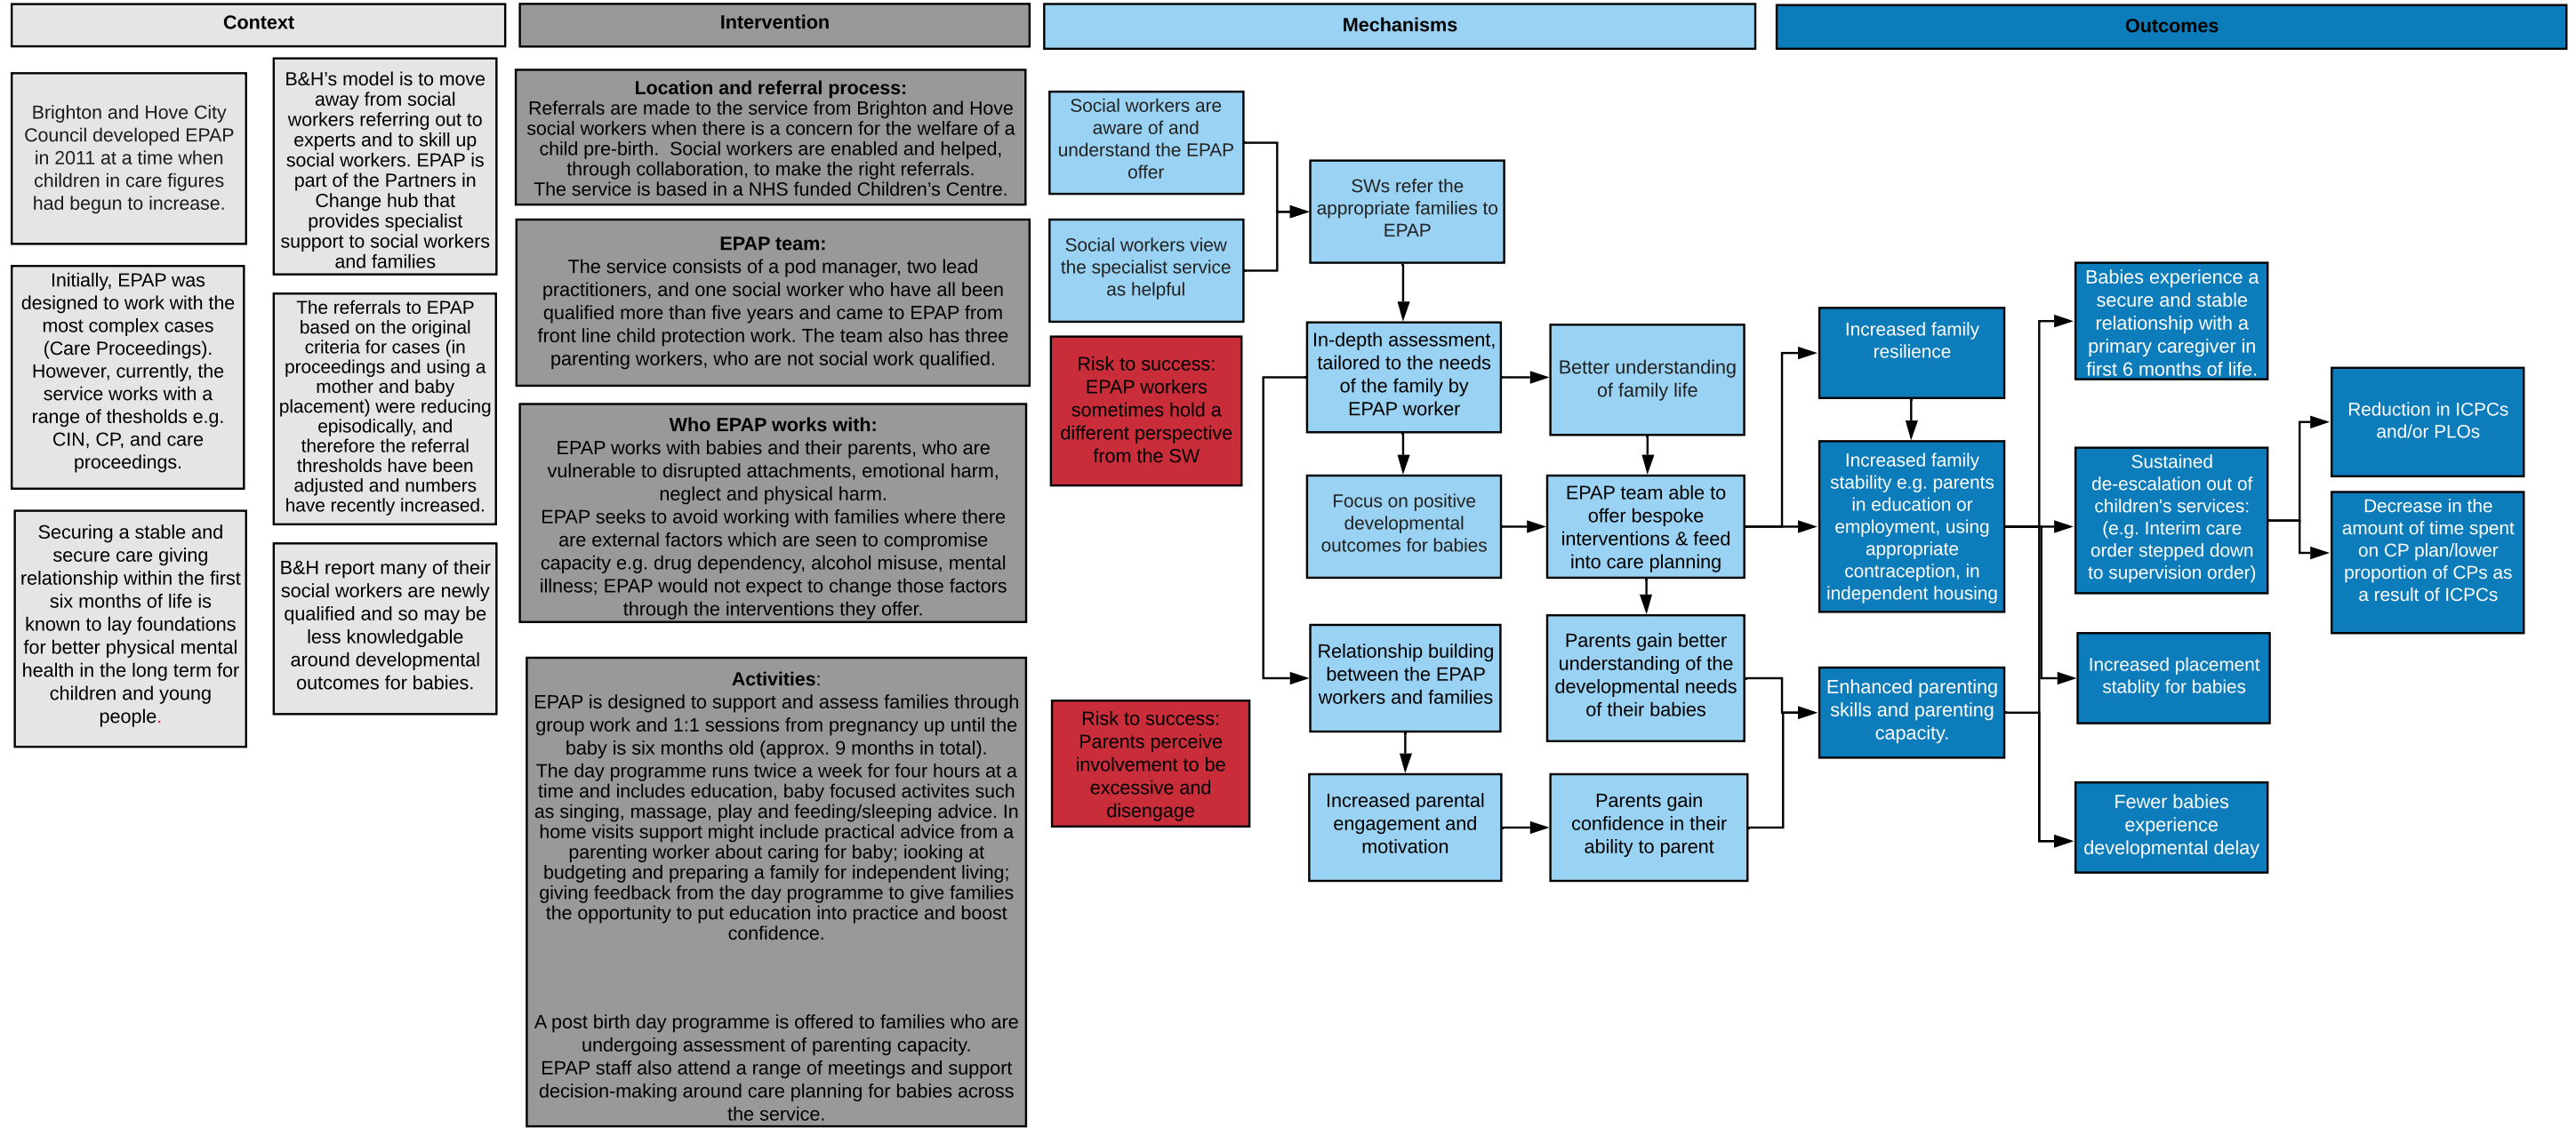 Context
Intervention
Mechanisms
Outcomes
Brighton and Hove City
Council developed EPAP
in 2011 at a time when
children in care figures
had begun to increase.
Initially, EPAP was
designed to work with the
most complex cases
(Care Proceedings).
However, currently, the
service works with a
range of thesholds e.g.
CIN, CP, and care
proceedings.
Securing a stable and
secure care giving
relationship within the first
six months of life is
known to lay foundations
for better physical mental
health in the long term for
children and young
people.
B&H’s model is to move
away from social
workers referring out to
experts and to skill up
social workers. EPAP is
part of the Partners in
Change hub that
provides specialist
support to social workers
and families
The referrals to EPAP
based on the original
criteria for cases (in
proceedings and using a
mother and baby
placement) were reducing
episodically, and
therefore the referral
thresholds have been
adjusted and numbers
have recently increased.
B&H report many of their
social workers are newly
qualified and so may be
less knowledgable
around developmental
outcomes for babies.
Location and referral process:
Referrals are made to the service from Brighton and Hove
social workers when there is a concern for the welfare of a
child pre-birth.  Social workers are enabled and helped,
through collaboration, to make the right referrals.
The service is based in a NHS funded Children’s Centre.
EPAP team:
The service consists of a pod manager, two lead
practitioners, and one social worker who have all been
qualified more than five years and came to EPAP from
front line child protection work. The team also has three
parenting workers, who are not social work qualified.
Who EPAP works with:
EPAP works with babies and their parents, who are
vulnerable to disrupted attachments, emotional harm,
neglect and physical harm.
EPAP seeks to avoid working with families where there
are external factors which are seen to compromise
capacity e.g. drug dependency, alcohol misuse, mental
illness; EPAP would not expect to change those factors
through the interventions they offer.
Activities:
EPAP is designed to support and assess families through
group work and 1:1 sessions from pregnancy up until the
baby is six months old (approx. 9 months in total).
The day programme runs twice a week for four hours at a
time and includes education, baby focused activites such
as singing, massage, play and feeding/sleeping advice. In
home visits support might include practical advice from a
parenting worker about caring for baby; iooking at
budgeting and preparing a family for independent living;
giving feedback from the day programme to give families
the opportunity to put education into practice and boost
confidence.
A post birth day programme is offered to families who are
undergoing assessment of parenting capacity.
EPAP staff also attend a range of meetings and support
decision-making around care planning for babies across
the service.
Social workers are
aware of and
understand the EPAP
offer
Social workers view
the specialist service
as helpful
Risk to success:
EPAP workers
sometimes hold a
different perspective
from the SW
Risk to success:
Parents perceive
involvement to be
excessive and
disengage
SWs refer the
appropriate families to
EPAP
In-depth assessment,
tailored to the needs
of the family by
EPAP worker
Focus on positive
developmental
outcomes for babies
Relationship building
between the EPAP
workers and families
Increased parental
engagement and
motivation
Better understanding
of family life
EPAP team able to
offer bespoke
interventions & feed
into care planning
Parents gain better
understanding of the
developmental needs
of their babies
Parents gain
confidence in their
ability to parent
Increased family
resilience
Increased family
stability e.g. parents
in education or
employment, using
appropriate
contraception, in
independent housing
Enhanced parenting
skills and parenting
capacity.
Babies experience a
secure and stable
relationship with a
primary caregiver in
first 6 months of life.
Sustained
de-escalation out of
children's services:
(e.g. Interim care
order stepped down
to supervision order)
Increased placement
stablity for babies
Fewer babies
experience
developmental delay
Reduction in ICPCs
and/or PLOs
Decrease in the
amount of time spent
on CP plan/lower
proportion of CPs as
a result of ICPCs